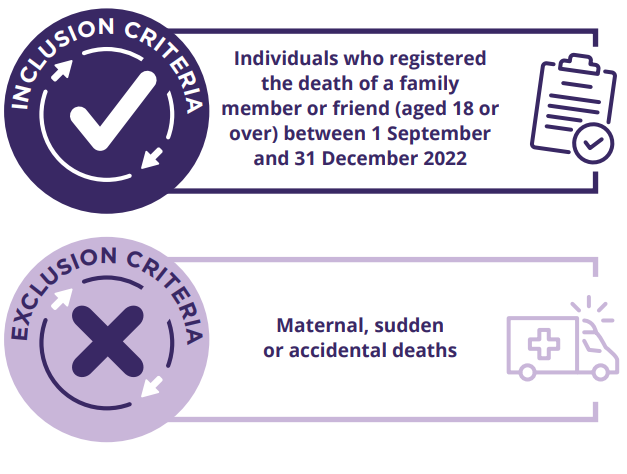 INCLUSION CRITERIA
Individuals who registered
the death of a family
member or friend (aged 18 or
over) between 1 September
and 31 December 2022
EXCLUSION CRITERIA
Maternal, sudden
or accidental deaths